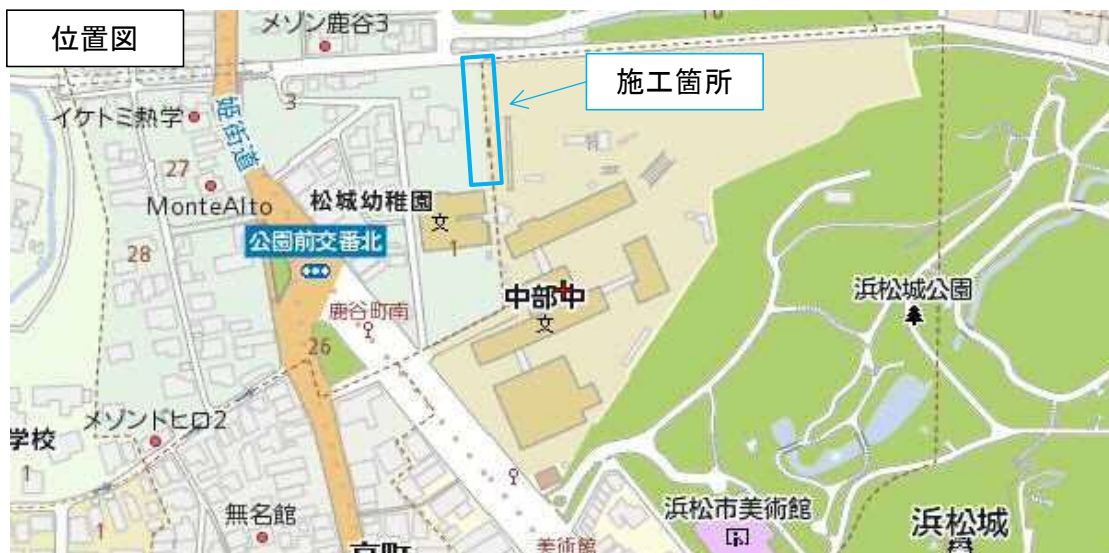 位置図
メゾン鹿谷3
施工箇所
3
イケトミ熱学
姫街道
27
MonteAlto
松城幼稚園
文
1
公園前交番北
28
鹿谷町南
中部中
文
浜松城公園
26
メゾンドヒロ2
学校
1
無名館
1
浜松市美術館
浜松城
美術館